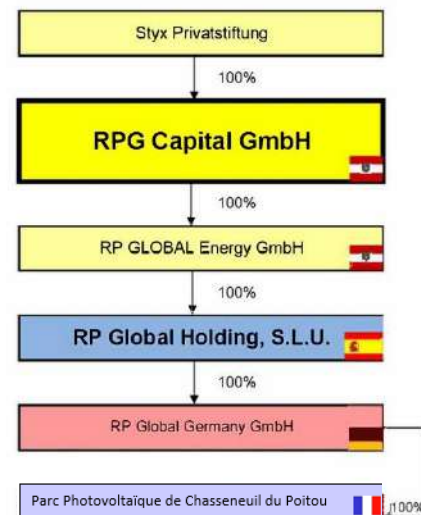 Styx Privatstiftung
100%
RPG Capital GmbH
100%
RP GLOBAL Energy GmbH
100%
RP Global Holding, S.L.U.
100%
RP Global Germany GmbH
Parc Photovoltaïque de Chasseneuil du Poitou
100%